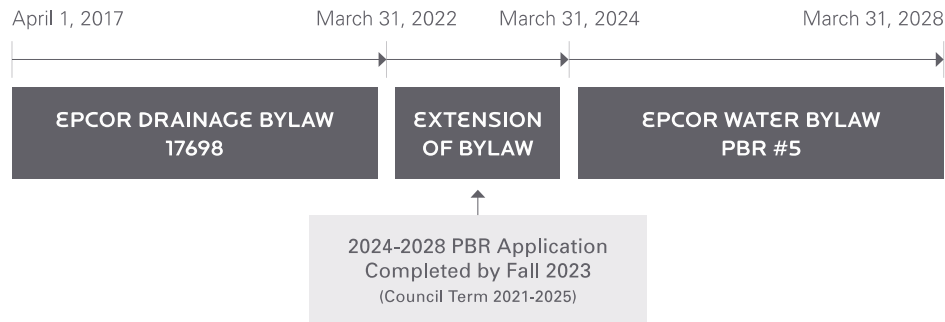 April 1, 2017 March 31, 2022 March 31, 2024 March 31, 2028
EPCOR DRAINAGE BYLAW
17698
EXTENSION
OF BYLAW
EPCOR WATER BYLAW
PBR #5
2024-2028 PBR Application
Completed by Fall 2023
(Council Term 2021-2025)